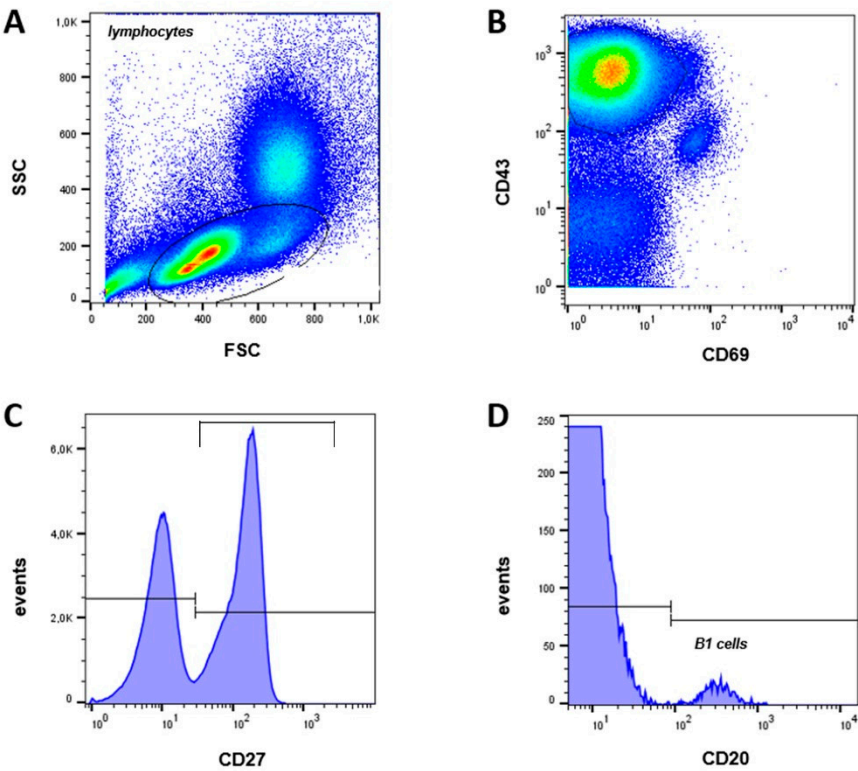 A
lymphocytes
1,0K
800
600
400
200
0
SSC
0 200 400 600 800 1,0K
FSC
B
10³
10²
10¹
10⁰
CD43
10⁰ 10¹ 10² 10³ 10⁴
CD69
C
6,0K
4,0K
2,0K
0
events
10⁰ 10¹ 10² 10³
CD27
D
250
200
150
100
50
0
events
B1 cells
10¹ 10² 10³ 10⁴
CD20